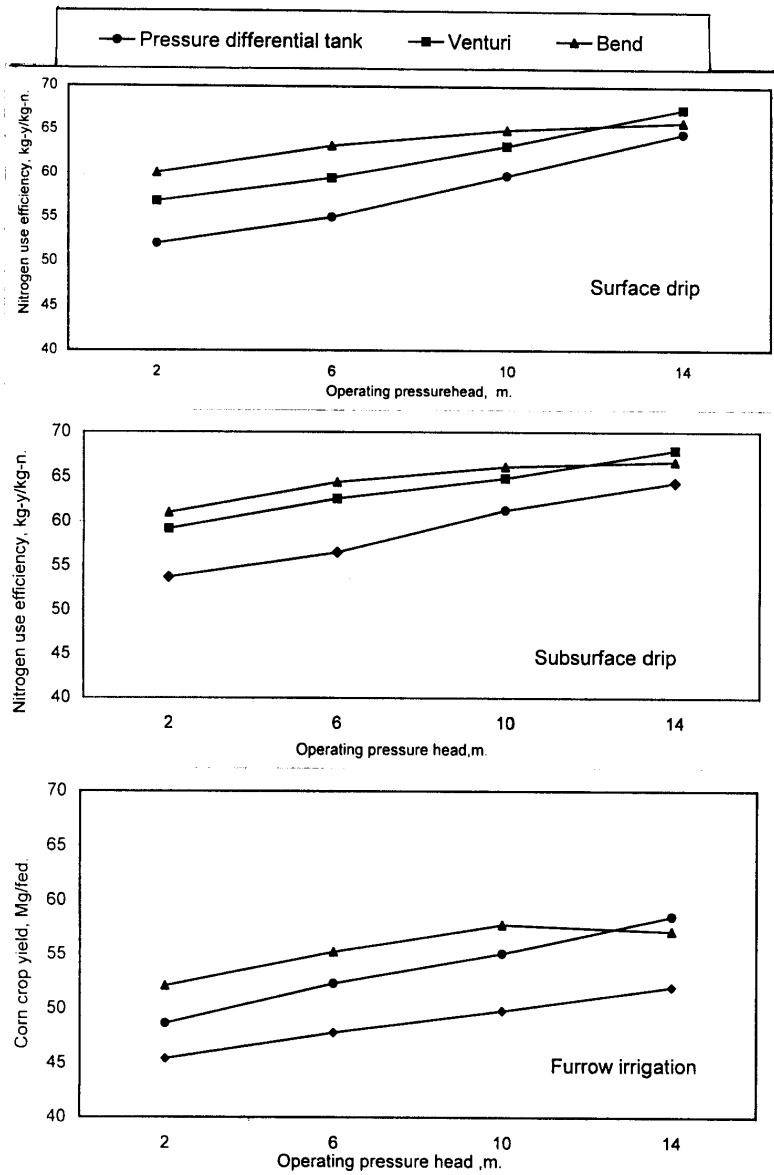 Pressure differential tank Venturi Bend
Nitrogen use efficiency, kg-y/kg-n.
70
65
60
55
50
45
40
Surface drip
2 6 10 14
Operating pressurehead, m.
Nitrogen use efficiency, kg-y/kg-n.
70
65
60
55
50
45
40
Subsurface drip
2 6 10 14
Operating pressure head,m.
Corn crop yield, Mg/fed.
70
65
60
55
50
45
40
Furrow irrigation
2 6 10 14
Operating pressure head ,m.